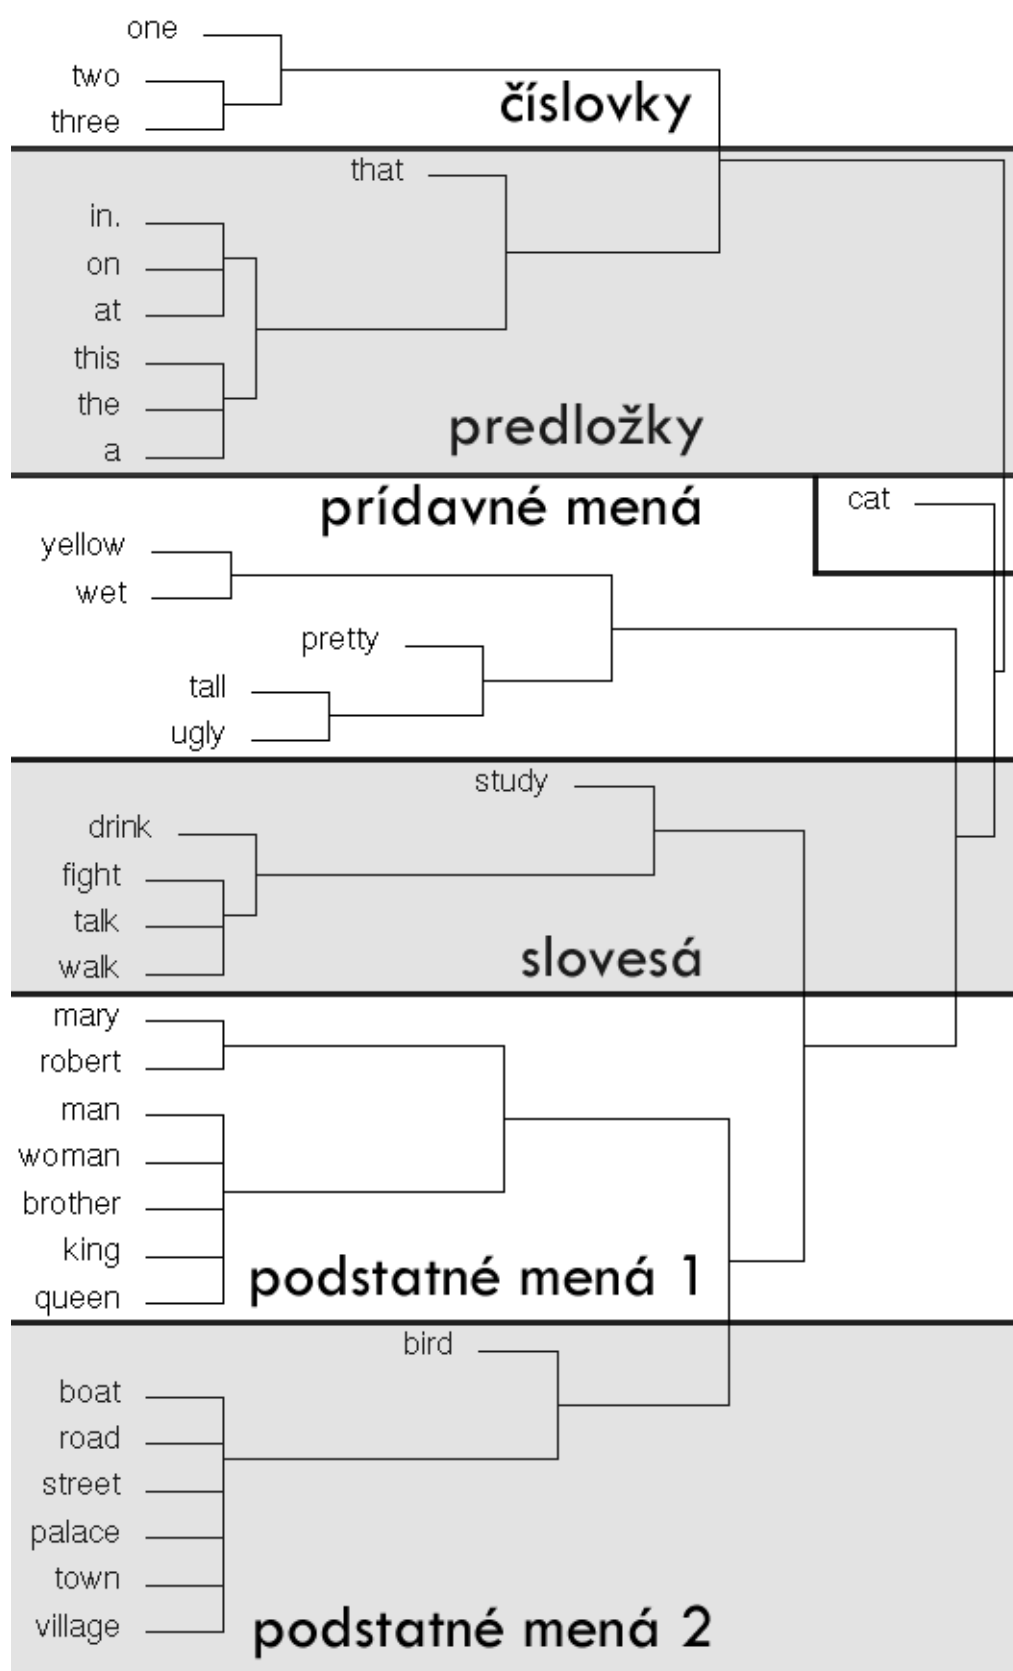 one
two
three
číslovky
that
in.
on
at
this
the
a
predložky
prídavné mená
cat
yellow
wet
pretty
tall
ugly
study
drink
fight
talk
walk
slovesá
mary
robert
man
woman
brother
king
queen
podstatné mená 1
bird
boat
road
street
palace
town
village
podstatné mená 2